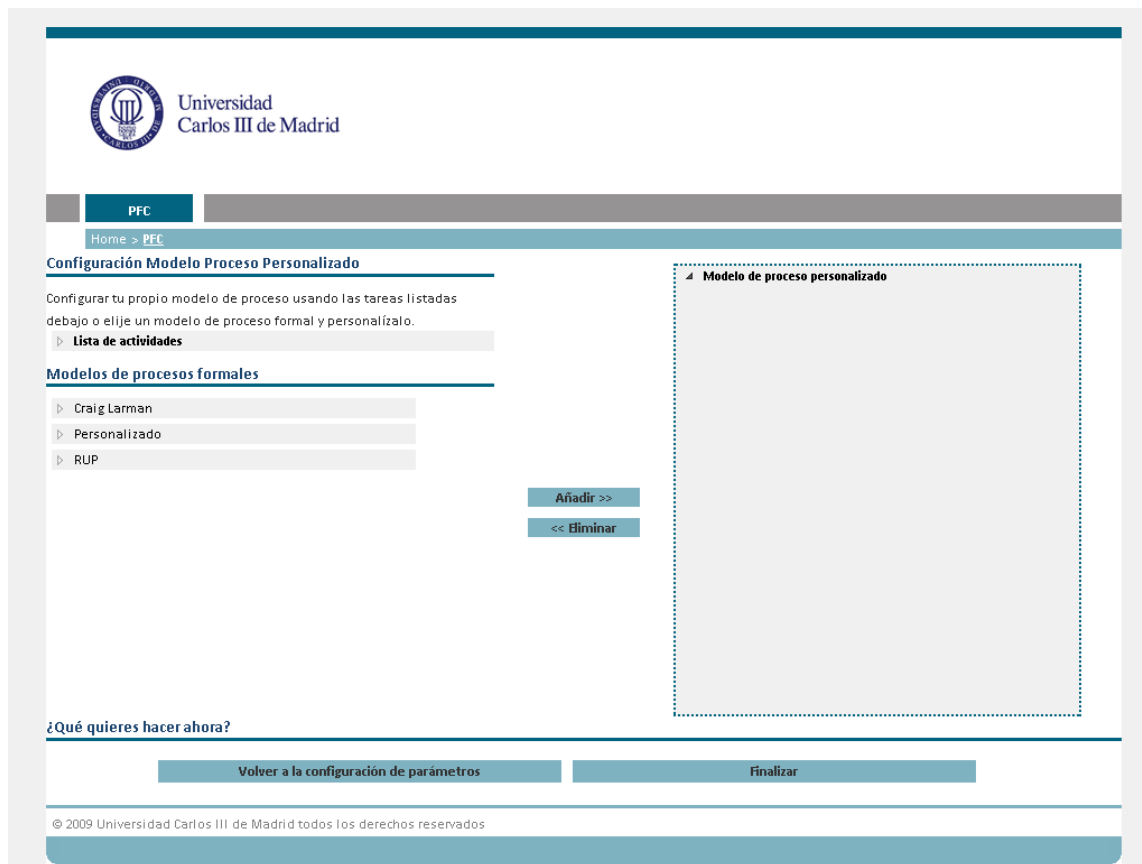 Universidad
Carlos III de Madrid
PFC
Home > PFC
Configuración Modelo Proceso Personalizado
Configurar tu propio modelo de proceso usando las tareas listadas
debajo o elije un modelo de proceso formal y personalízalo.
Lista de actividades
Modelos de procesos formales
Craig Larman
Personalizado
RUP
Añadir >>
<< Eliminar
Modelo de proceso personalizado
¿Qué quieres hacer ahora?
Volver a la configuración de parámetros
Finalizar
© 2009 Universidad Carlos III de Madrid todos los derechos reservados